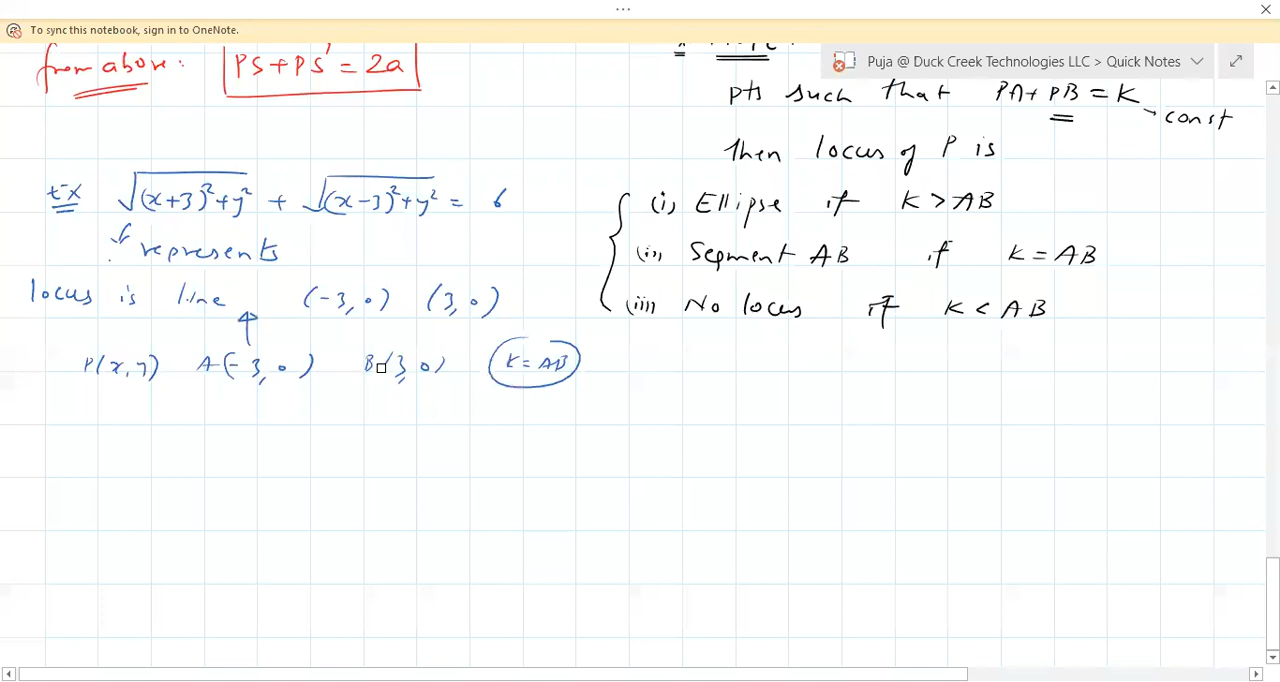 ...
To sync this notebook, sign in to OneNote.
Puja @ Duck Creek Technologies LLC > Quick Notes
from above: PS + PS' = 2a
pts such that PA + PB = K → const
then locus of P is
(i) Ellipse if K > AB
(ii) Segment AB if K = AB
(iii) No locus if K < AB
Ex √(x+3)²+y² + √(x-3)²+y² = 6
represents
locus is line (-3, 0) (3, 0)
P(x, y) A(-3, 0) B(3, 0) K = AB